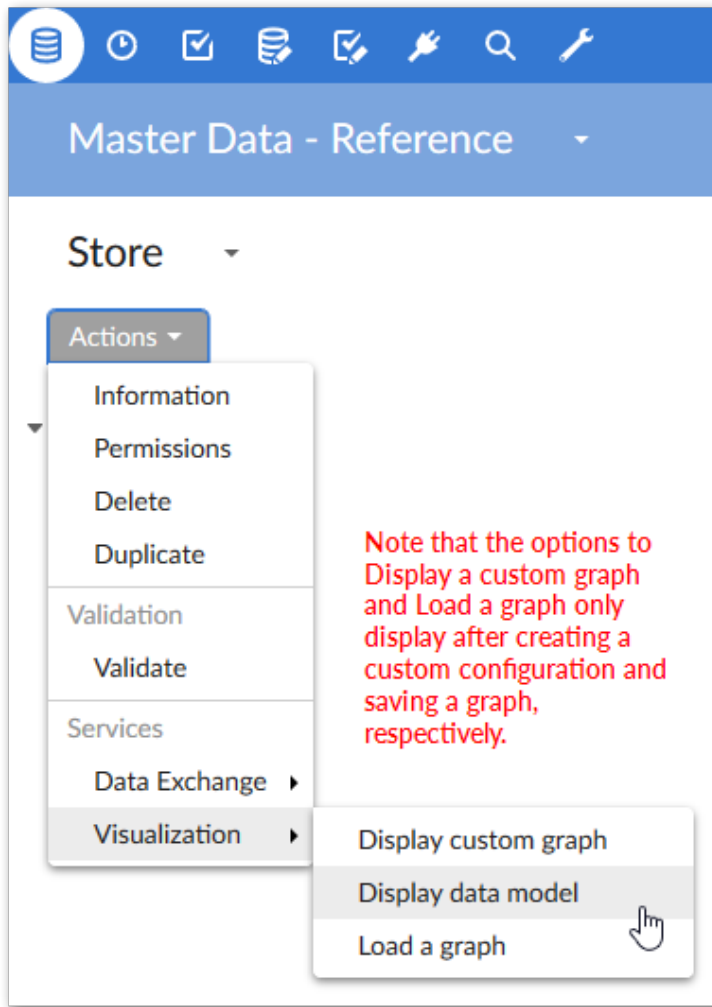 Master Data - Reference
Store
Actions
Information
Permissions
Delete
Duplicate
Note that the options to
Display a custom graph
and Load a graph only
display after creating a
custom configuration and
saving a graph,
respectively.
Validation
Validate
Services
Data Exchange
Visualization
Display custom graph
Display data model
Load a graph